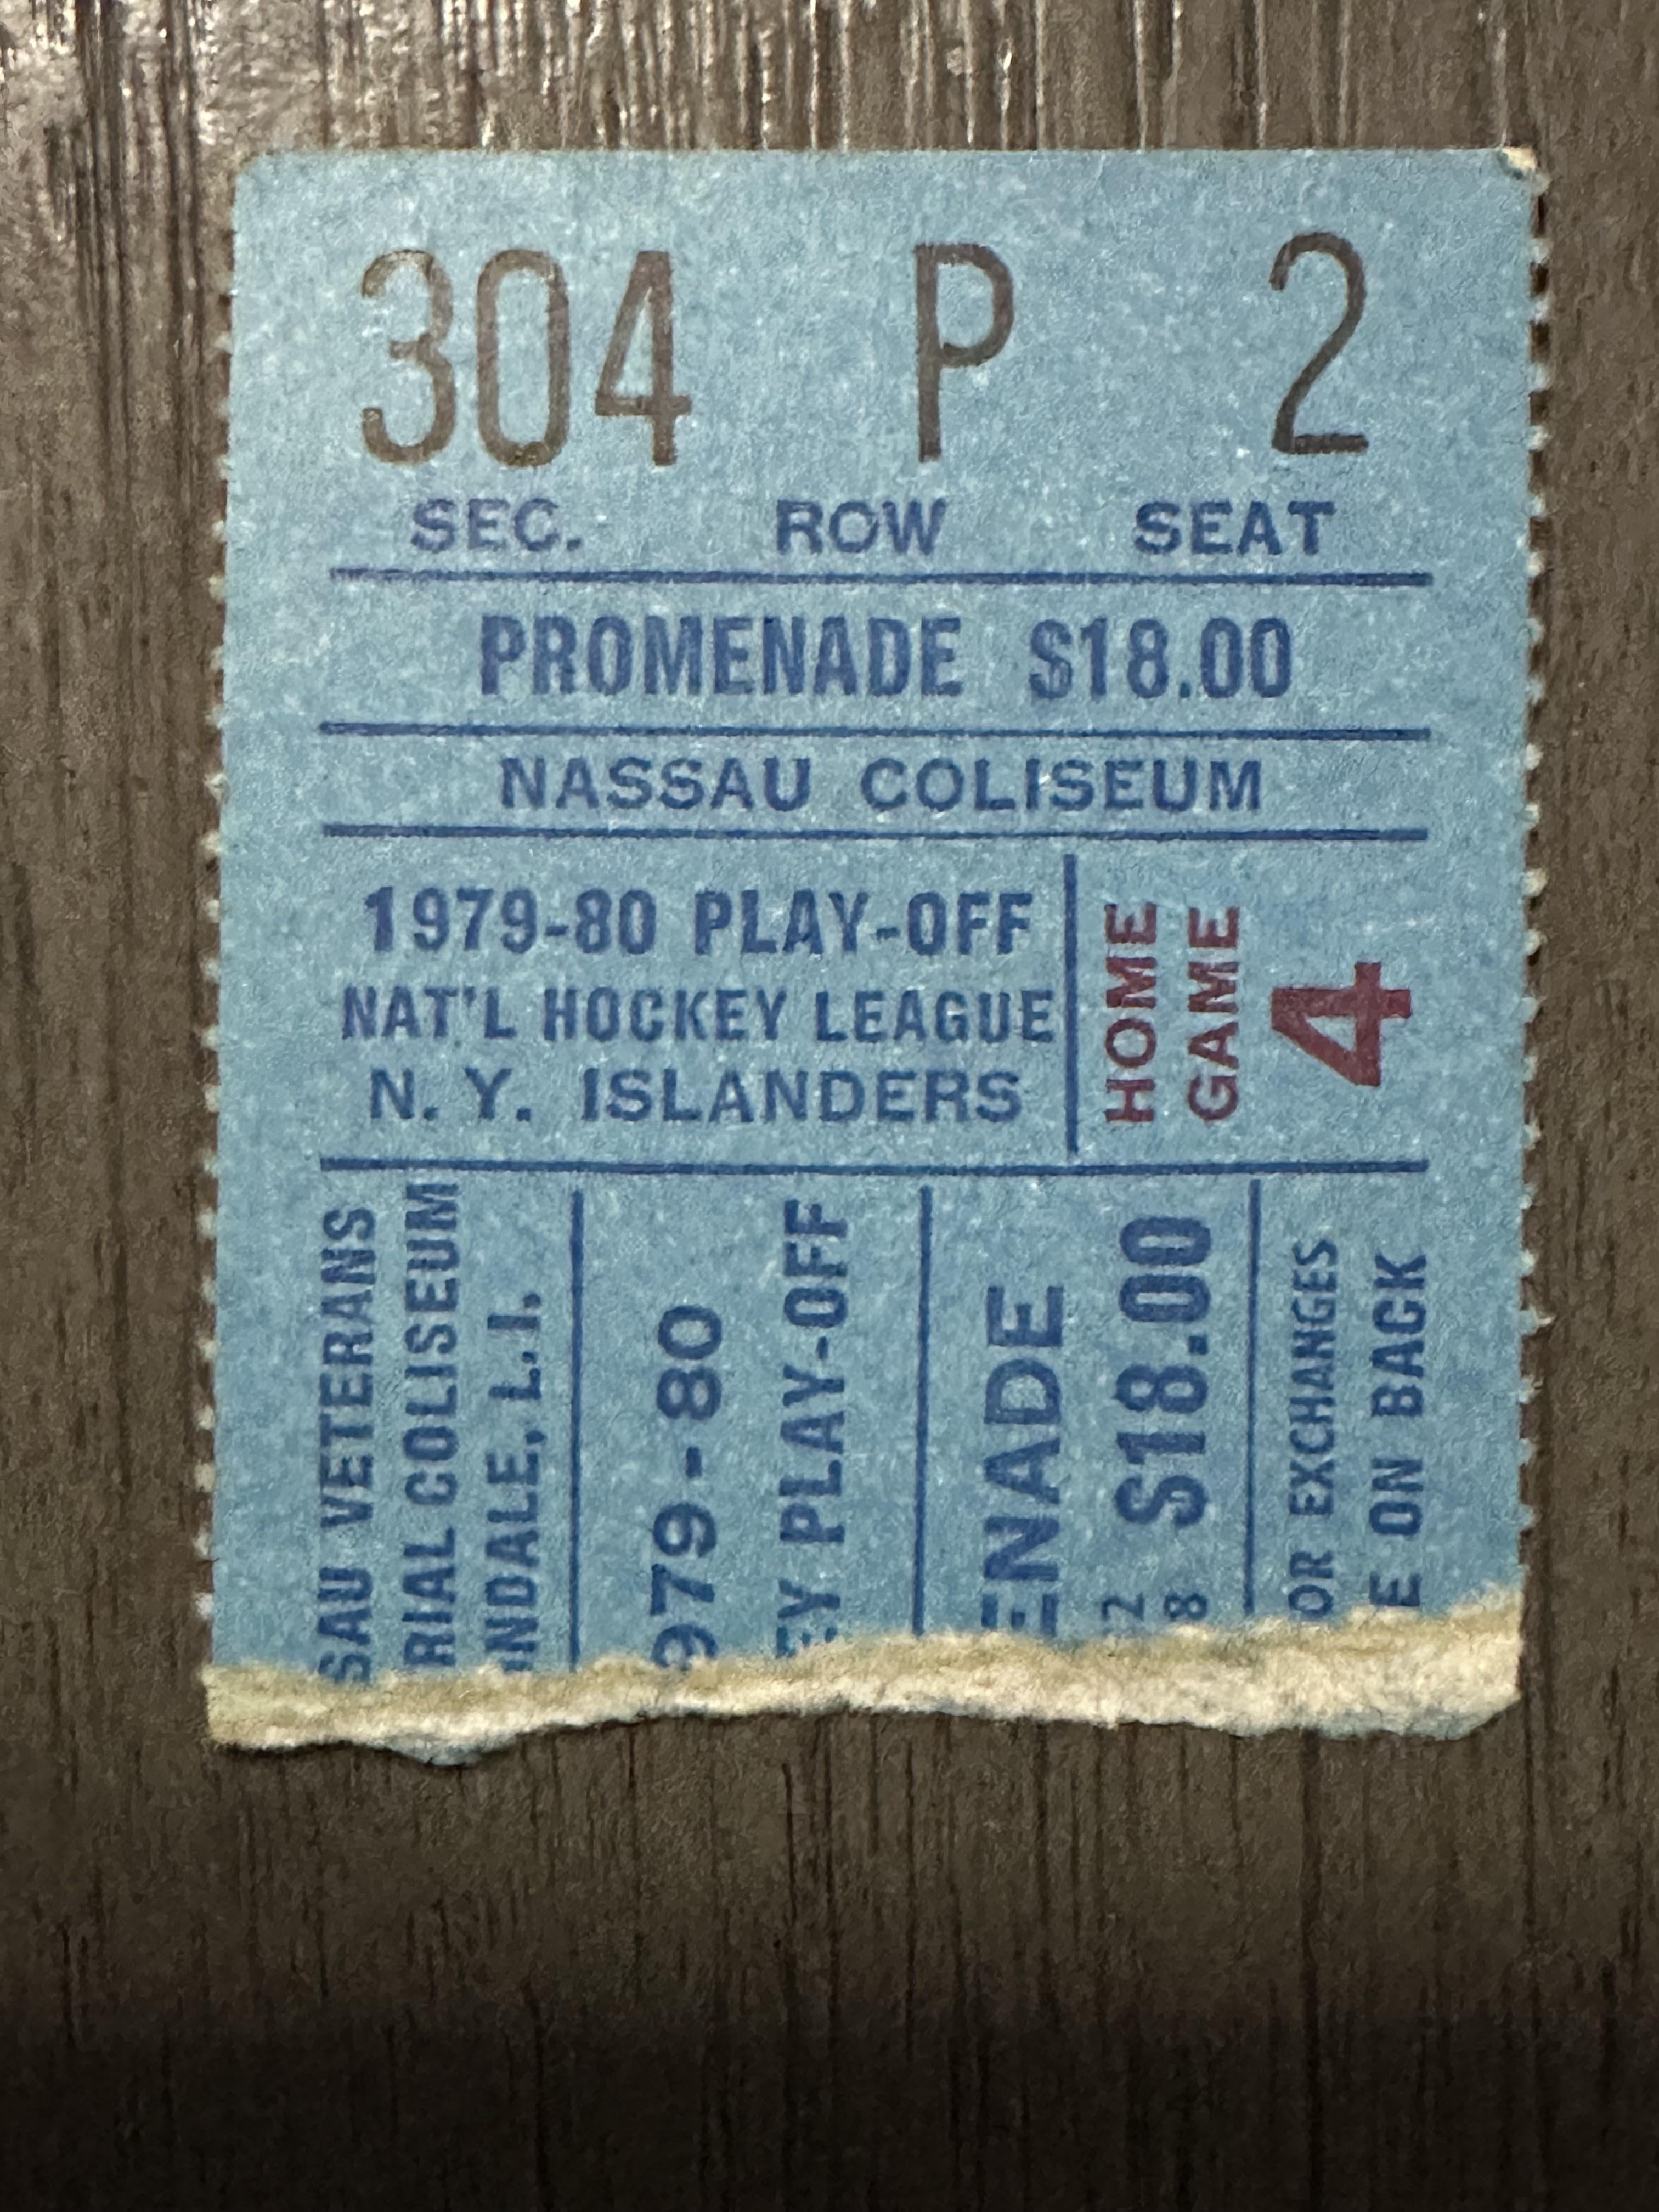 304 P 2
SEC. ROW SEAT
PROMENADE $18.00
NASSAU COLISEUM
1979-80 PLAY-OFF
NAT'L HOCKEY LEAGUE
N. Y. ISLANDERS
HOME
GAME
4
SAU VETERANS
RIAL COLISEUM
NDALE, L.I.
979-80
EY PLAY-OFF
ENADE
$18.00
2
8
OR EXCHANGES
E ON BACK